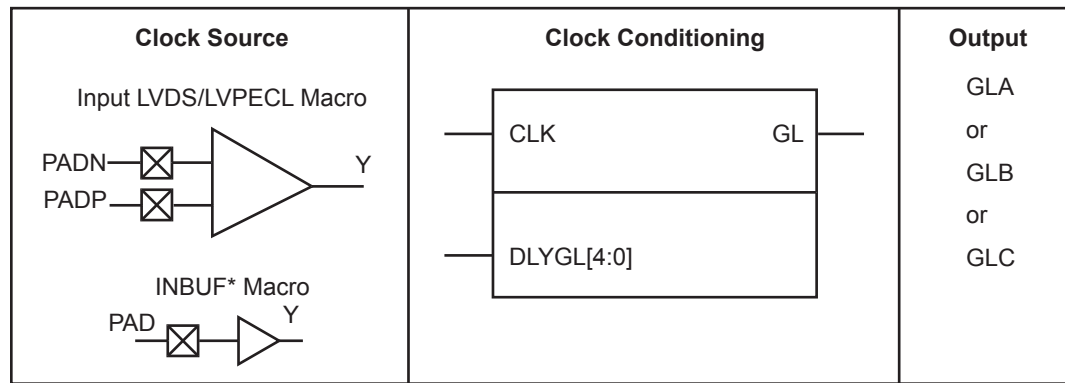 Clock Source
Input LVDS/LVPECL Macro
PADN
PADP
Y
INBUF* Macro
PAD
Y
Clock Conditioning
CLK
GL
DLYGL[4:0]
Output
GLA
or
GLB
or
GLC